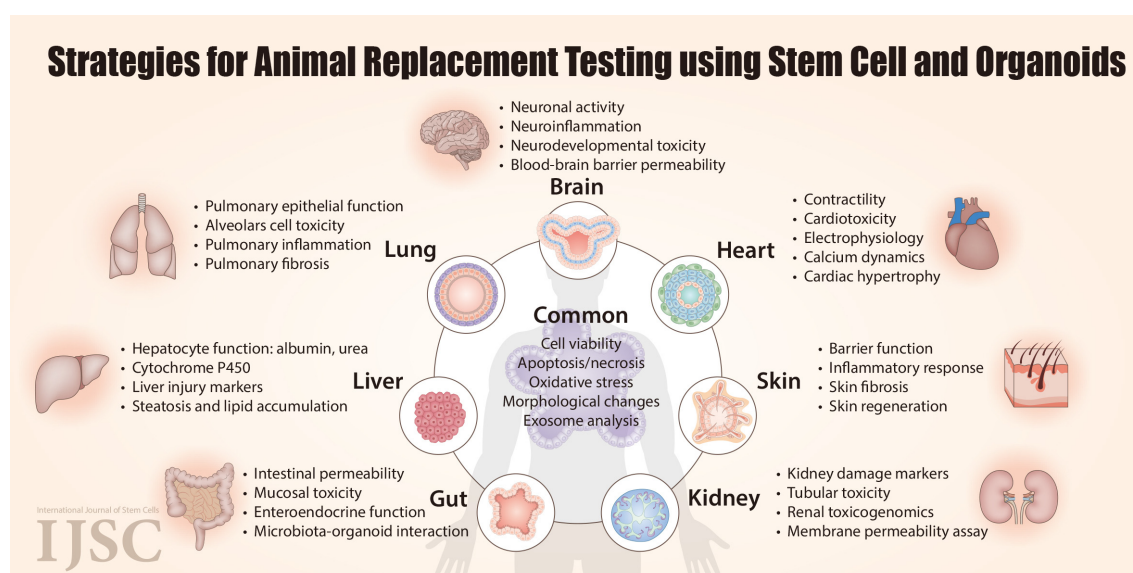 Strategies for Animal Replacement Testing using Stem Cell and Organoids
• Neuronal activity
• Neuroinflammation
• Neurodevelopmental toxicity
• Blood-brain barrier permeability
Brain
• Pulmonary epithelial function
• Alveolars cell toxicity
• Pulmonary inflammation
• Pulmonary fibrosis
Lung
• Contractility
• Cardiotoxicity
• Electrophysiology
• Calcium dynamics
• Cardiac hypertrophy
Heart
Common
Cell viability
Apoptosis/necrosis
Oxidative stress
Morphological changes
Exosome analysis
• Hepatocyte function: albumin, urea
• Cytochrome P450
• Liver injury markers
• Steatosis and lipid accumulation
Liver
• Barrier function
• Inflammatory response
• Skin fibrosis
• Skin regeneration
Skin
• Intestinal permeability
• Mucosal toxicity
• Enteroendocrine function
• Microbiota-organoid interaction
Gut
• Kidney damage markers
• Tubular toxicity
• Renal toxicogenomics
• Membrane permeability assay
Kidney
International Journal of Stem Cells
IJSC